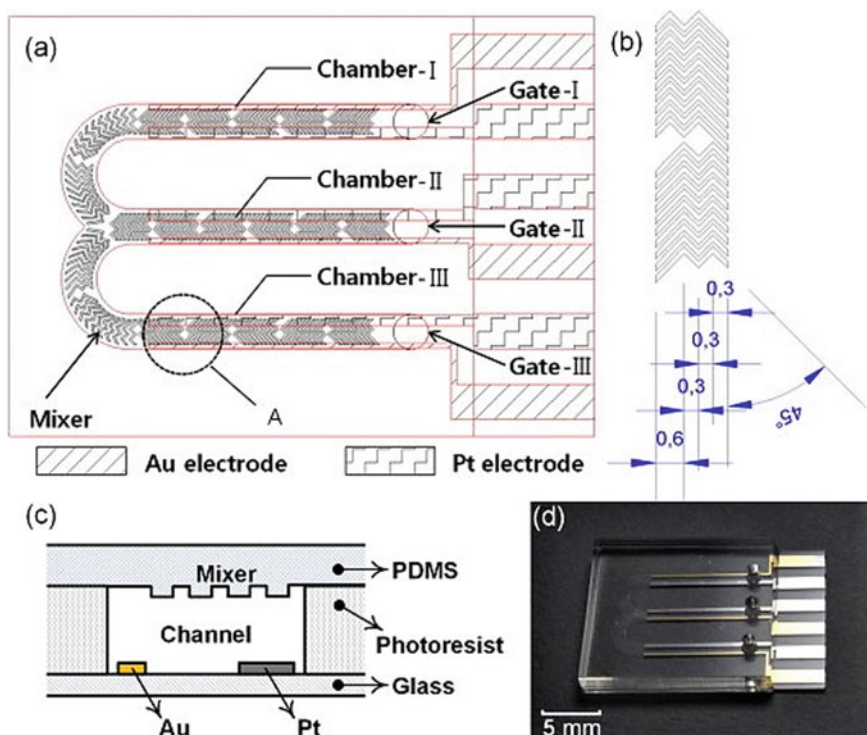 (a)
Chamber-Ⅰ
Gate-Ⅰ
Chamber-Ⅱ
Gate-Ⅱ
Chamber-Ⅲ
Gate-Ⅲ
Mixer
A
Au electrode
Pt electrode
(b)
0,3
0,3
0,3
45°
0,6
(c)
Mixer
PDMS
Channel
Photoresist
Glass
Au
Pt
(d)
5 mm